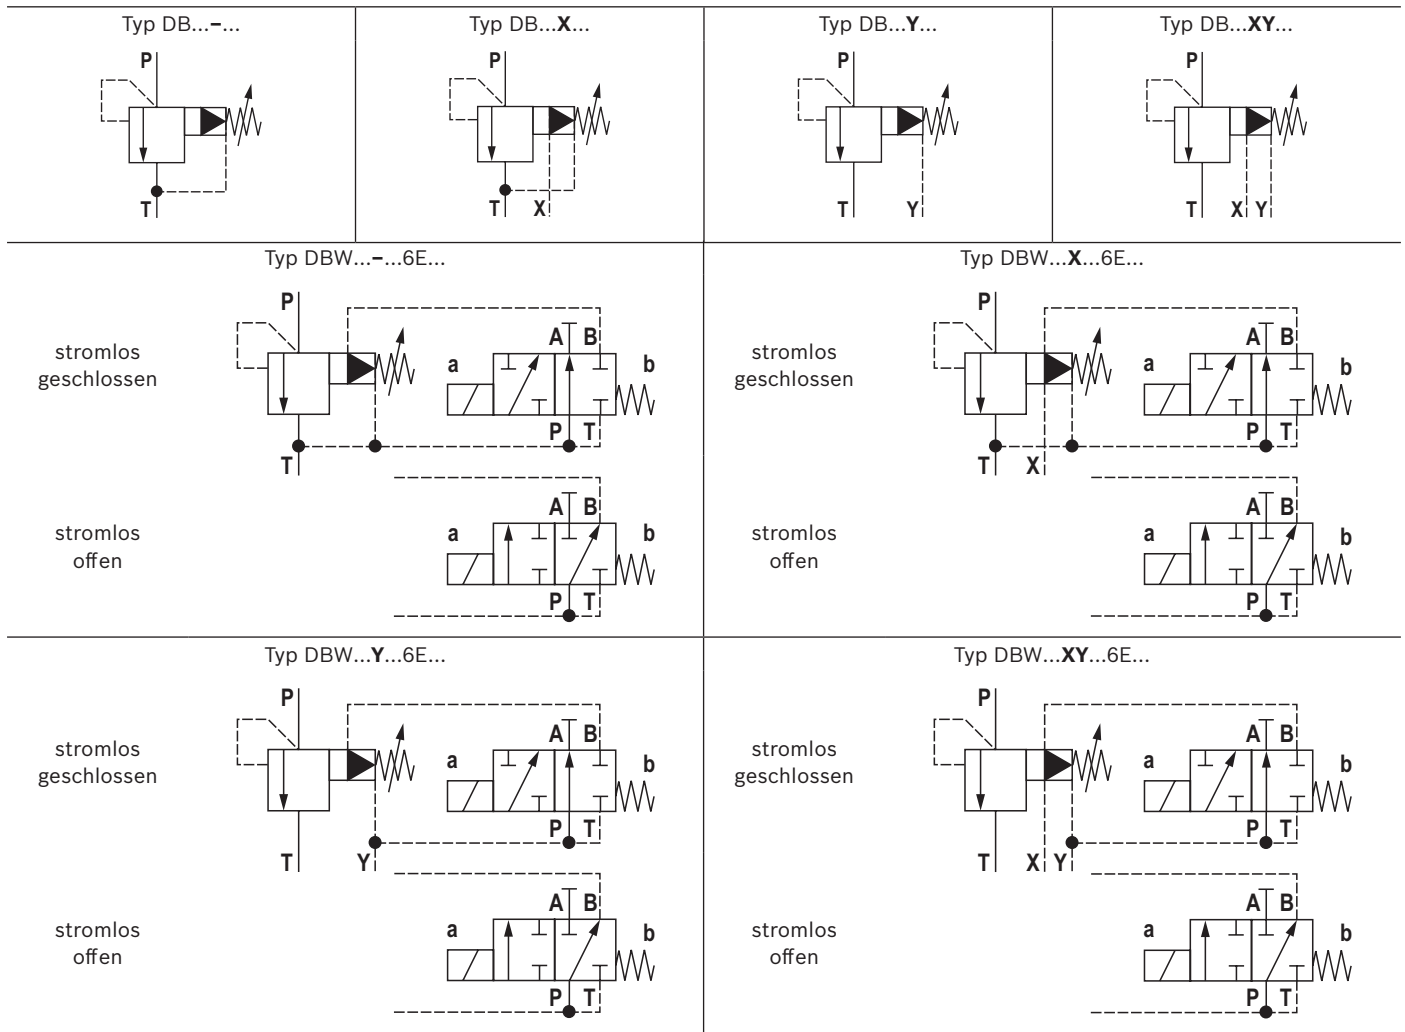 Typ DB...–...
Typ DB...X...
Typ DB...Y...
Typ DB...XY...
P
P
P
P
T
T X
T Y
T X Y
Typ DBW...–...6E...
Typ DBW...X...6E...
P
P
A B
A B
stromlos
geschlossen
a b
stromlos
geschlossen
a b
P T
P T
T
T X
A B
A B
stromlos
offen
a b
stromlos
offen
a b
P T
P T
Typ DBW...Y...6E...
Typ DBW...XY...6E...
P
P
A B
A B
stromlos
geschlossen
a b
stromlos
geschlossen
a b
P T
P T
T Y
T X Y
A B
A B
stromlos
offen
a b
stromlos
offen
a b
P T
P T